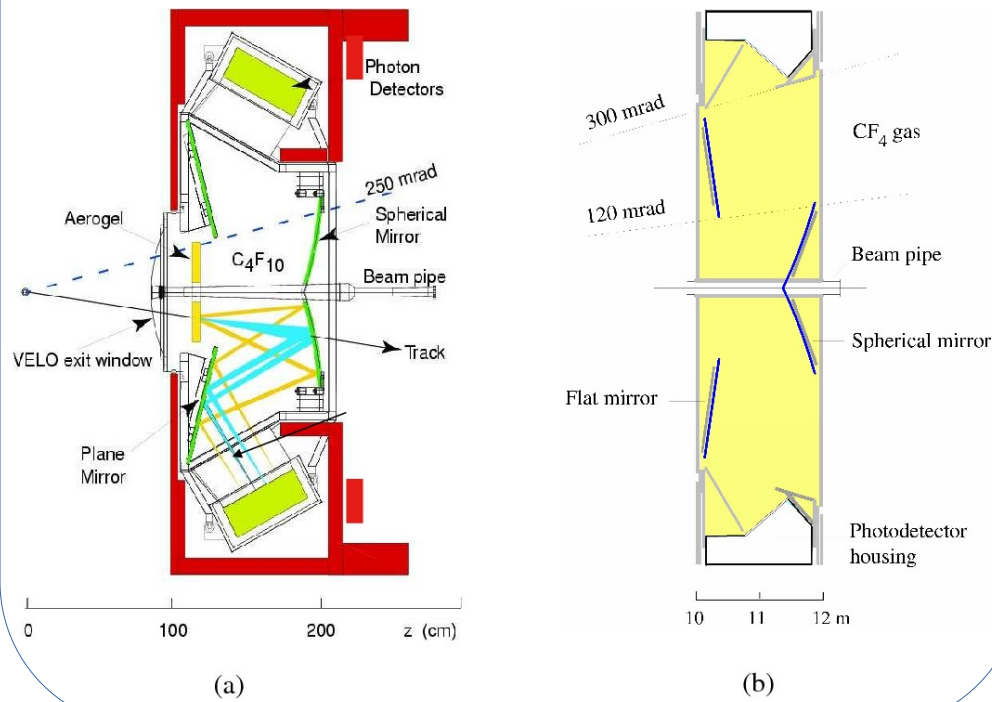 Photon
Detectors
250 mrad
Aerogel
Spherical
Mirror
C4F10
Beam pipe
VELO exit window
Track
Plane
Mirror
0
100
200
z (cm)
(a)
300 mrad
CF4 gas
120 mrad
Beam pipe
Spherical mirror
Flat mirror
Photodetector
housing
10
11
12 m
(b)